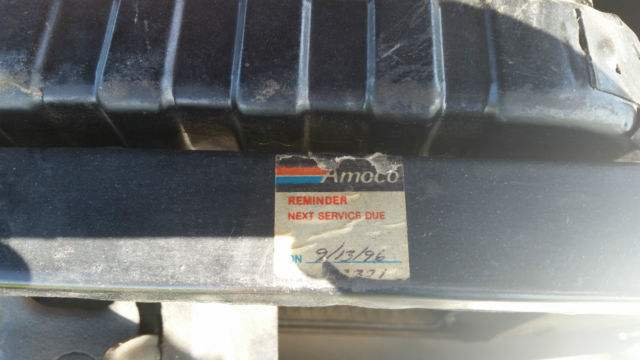 Amoco
REMINDER
NEXT SERVICE DUE
ON 9/13/96